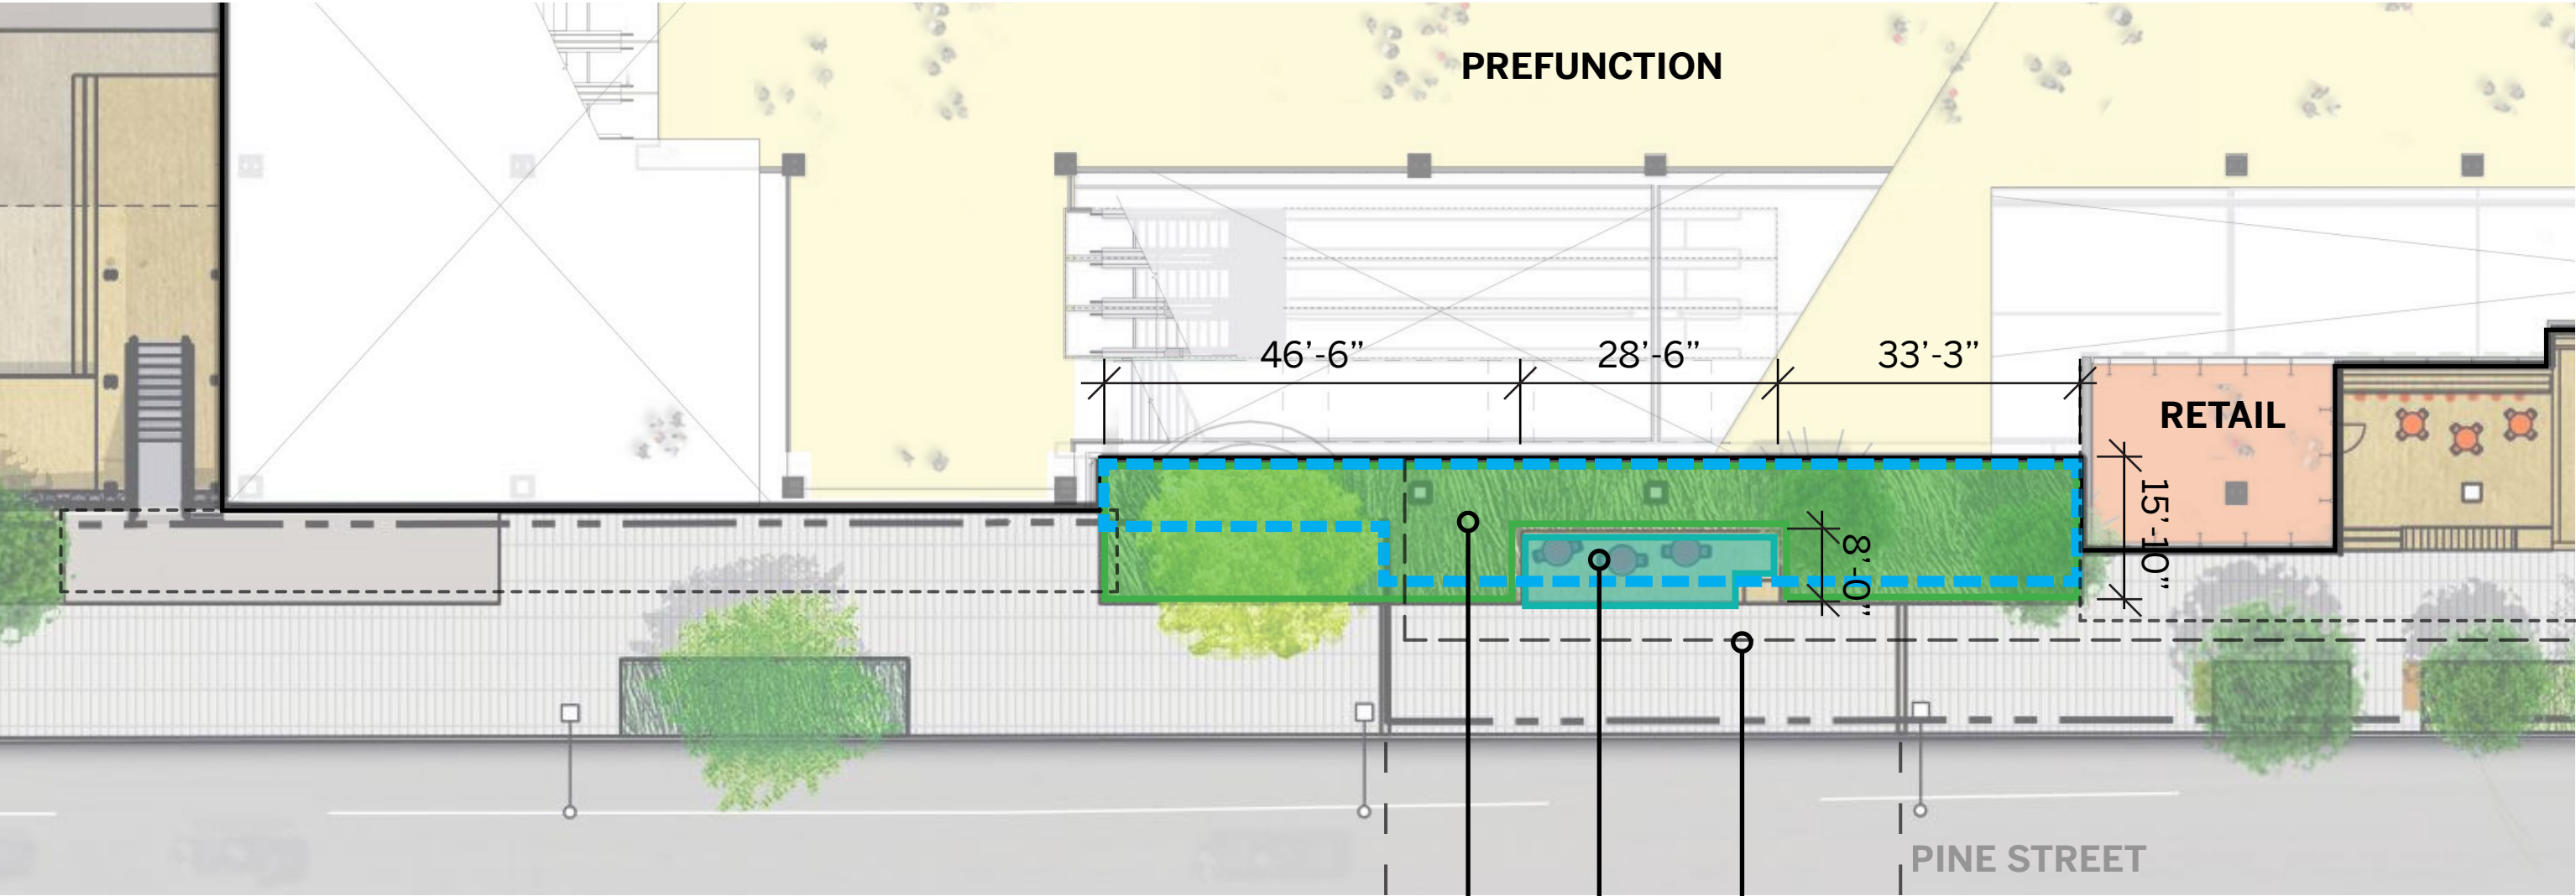 PREFUNCTION
46’-6”
28’-6”
33’-3”
RETAIL
15’-10”
8’-0”
PINE STREET